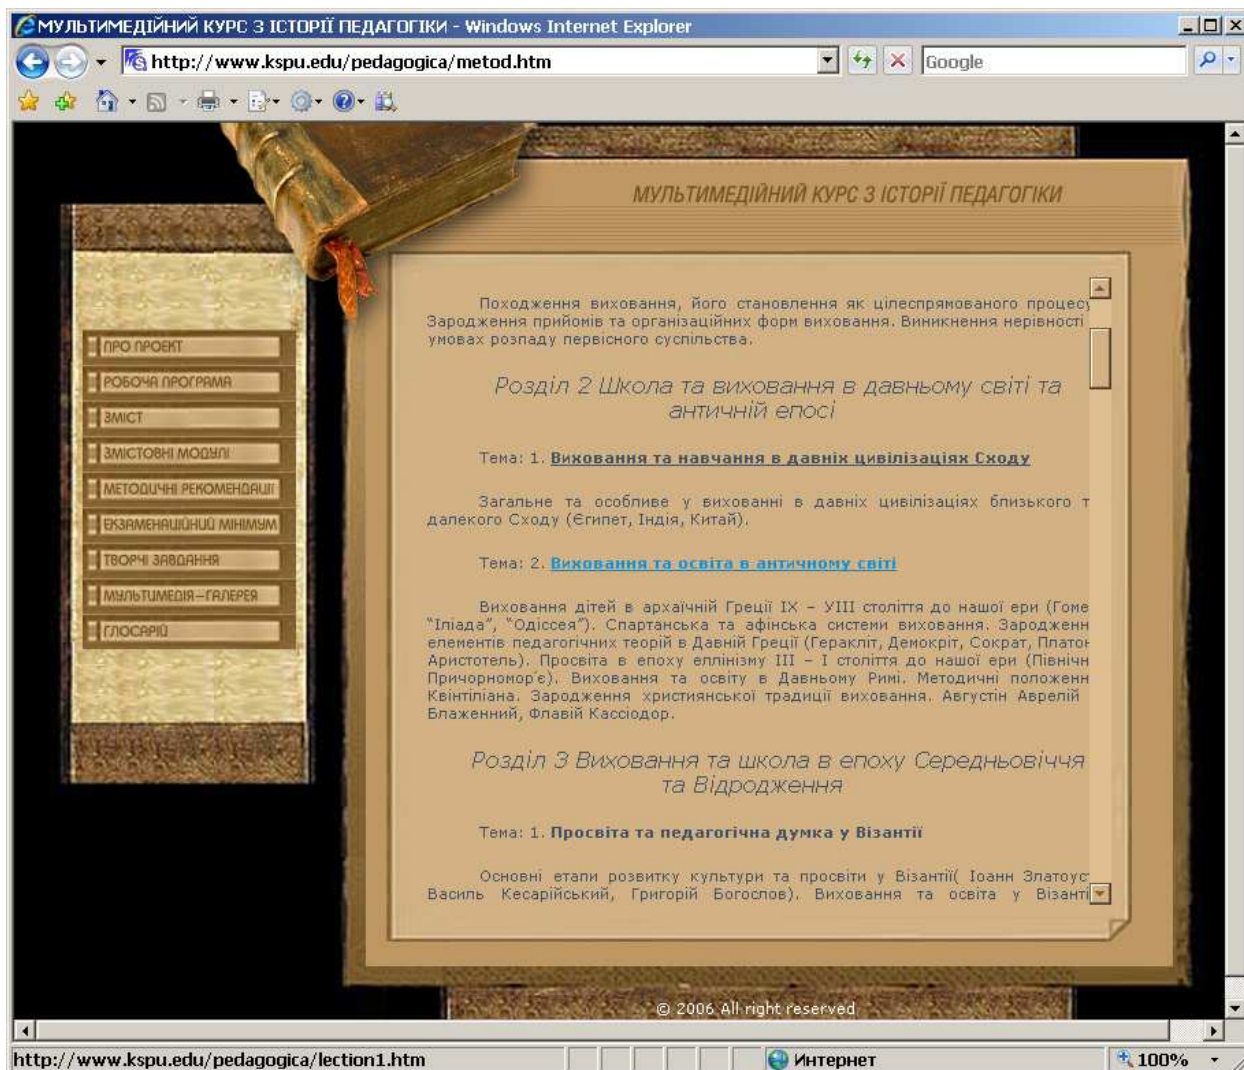 МУЛЬТИМЕДІЙНИЙ КУРС З ІСТОРІЇ ПЕДАГОГІКИ - Windows Internet Explorer
http://www.kspu.edu/pedagogica/metod.htm
Google
МУЛЬТИМЕДІЙНИЙ КУРС З ІСТОРІЇ ПЕДАГОГІКИ
ПРО ПРОЕКТ
РОБОЧА ПРОГРАМА
ЗМІСТ
ЗМІСТОВНІ МОДУЛІ
МЕТОДИЧНІ РЕКОМЕНДАЦІЇ
ЕКЗАМЕНАЦІЙНИЙ МІНІМУМ
ТВОРЧІ ЗАВДАННЯ
МУЛЬТИМЕДІЯ-ГАЛЕРЕЯ
ГЛОСАРІЙ
Походження виховання, його становлення як цілеспрямованого процесу
Зародження прийомів та організаційних форм виховання. Виникнення нерівності
умовах розпаду первісного суспільства.
Розділ 2 Школа та виховання в давньому світі та
античній епосі
Тема: 1. Виховання та навчання в давніх цивілізаціях Сходу
Загальне та особливе у вихованні в давніх цивілізаціях близького т
далекого Сходу (Єгипет, Індія, Китай).
Тема: 2. Виховання та освіта в античному світі
Виховання дітей в архаїчній Греції IX – УІІІ століття до нашої ери (Гоме
"Іліада", "Одіссея"). Спартанська та афінська системи виховання. Зародженн
елементів педагогічних теорій в Давній Греції (Геракліт, Демокріт, Сократ, Платон
Аристотель). Просвіта в епоху еллінізму III – I століття до нашої ери (Північн
Причорномор´є). Виховання та освіту в Давньому Римі. Методичні положенн
Квінтіліана. Зародження християнської традиції виховання. Августін Аврелій
Блаженний, Флавій Кассіодор.
Розділ 3 Виховання та школа в епоху Середньовіччя
та Відродження
Тема: 1. Просвіта та педагогічна думка у Візантії
Основні етапи розвитку культури та просвіти у Візантії( Іоанн Златоус
Василь Кесарійський, Григорій Богослов). Виховання та освіта у Візанті
© 2006 All right reserved
http://www.kspu.edu/pedagogica/lection1.htm
Интернет
100%